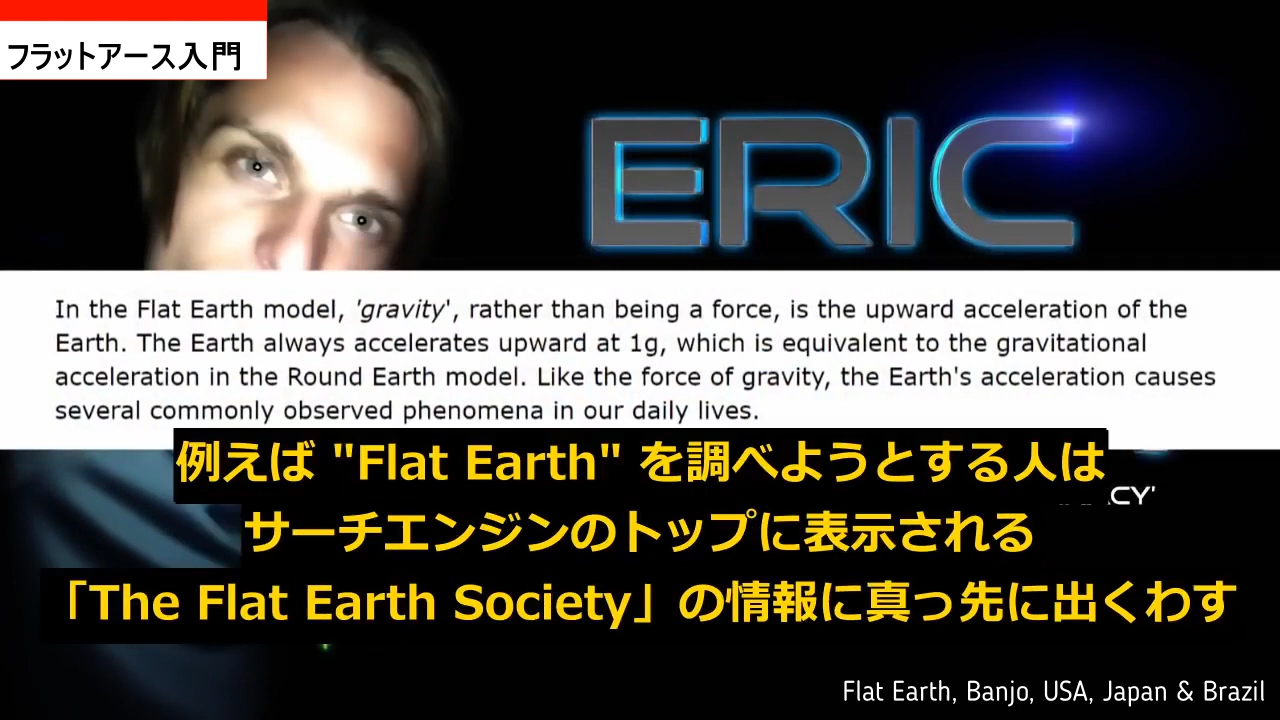 フラットアース入門
ERIC
In the Flat Earth model, 'gravity', rather than being a force, is the upward acceleration of the
Earth. The Earth always accelerates upward at 1g, which is equivalent to the gravitational
acceleration in the Round Earth model. Like the force of gravity, the Earth's acceleration causes
several commonly observed phenomena in our daily lives.
例えば "Flat Earth" を調べようとする人は
サーチエンジンのトップに表示される
「The Flat Earth Society」の情報に真っ先に出くわす
Flat Earth, Banjo, USA, Japan & Brazil